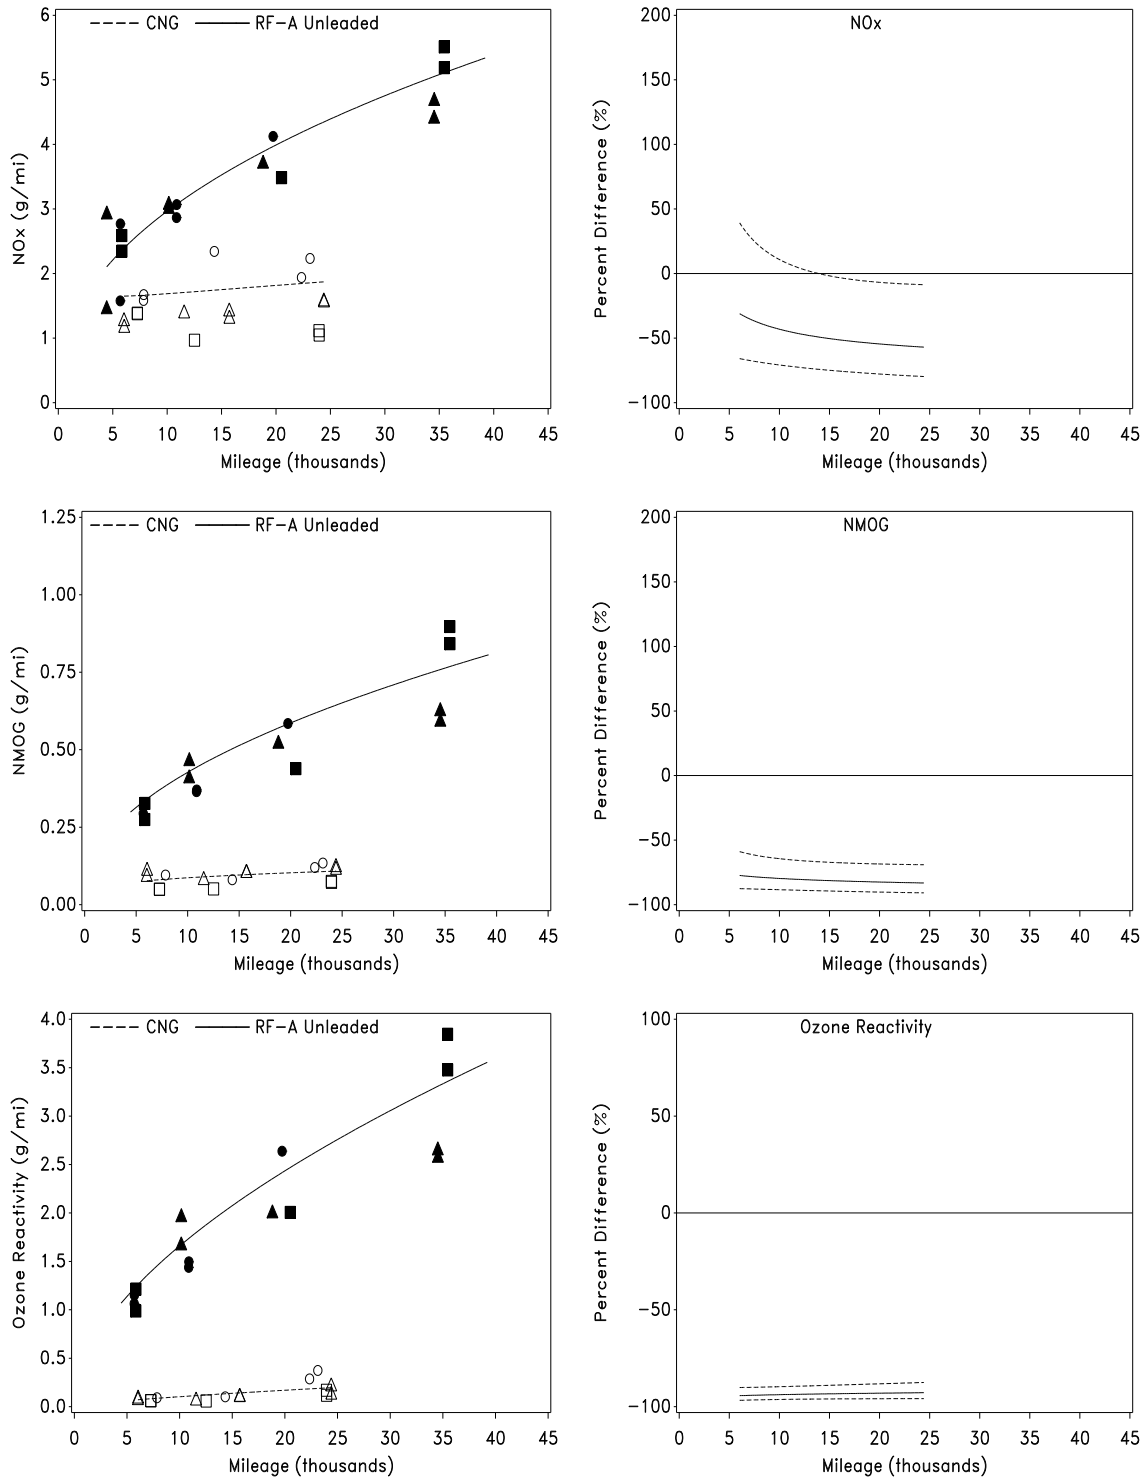 CNG RF-A Unleaded
6
5
4
3
2
1
0
NOx (g/mi)
0 5 10 15 20 25 30 35 40 45
Mileage (thousands)
NOx
200
150
100
50
0
-50
-100
Percent Difference (%)
0 5 10 15 20 25 30 35 40 45
Mileage (thousands)
CNG RF-A Unleaded
1.25
1.00
0.75
0.50
0.25
0.00
NMOG (g/mi)
0 5 10 15 20 25 30 35 40 45
Mileage (thousands)
NMOG
200
150
100
50
0
-50
-100
Percent Difference (%)
0 5 10 15 20 25 30 35 40 45
Mileage (thousands)
CNG RF-A Unleaded
4.0
3.5
3.0
2.5
2.0
1.5
1.0
0.5
0.0
Ozone Reactivity (g/mi)
0 5 10 15 20 25 30 35 40 45
Mileage (thousands)
Ozone Reactivity
100
50
0
-50
-100
Percent Difference (%)
0 5 10 15 20 25 30 35 40 45
Mileage (thousands)